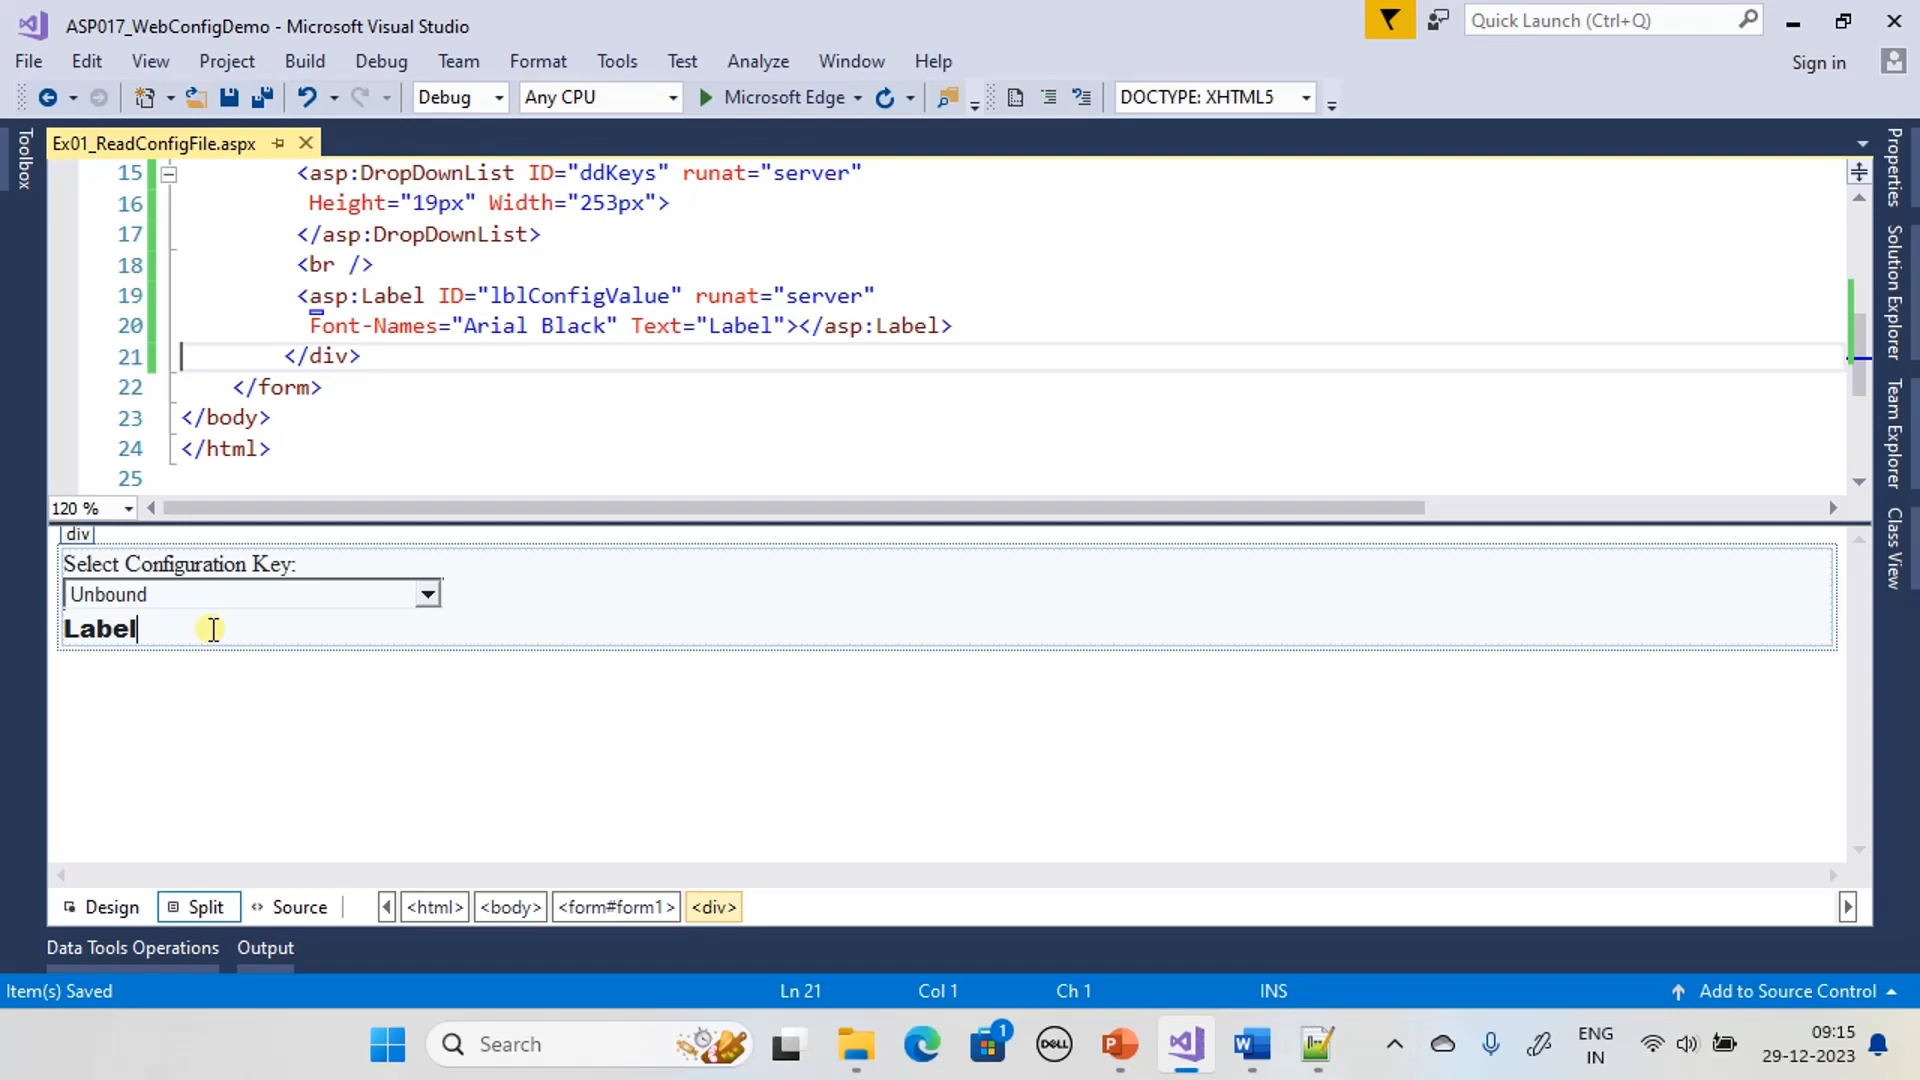 ASP017_WebConfigDemo - Microsoft Visual Studio
Quick Launch (Ctrl+Q)
File Edit View Project Build Debug Team Format Tools Test Analyze Window Help
Sign in
Debug Any CPU Microsoft Edge DOCTYPE: XHTML5
Toolbox
Ex01_ReadConfigFile.aspx
15 <asp:DropDownList ID="ddKeys" runat="server"
16 Height="19px" Width="253px">
17 </asp:DropDownList>
18 <br />
19 <asp:Label ID="lblConfigValue" runat="server"
20 Font-Names="Arial Black" Text="Label"></asp:Label>
21 </div>
22 </form>
23 </body>
24 </html>
25
120 %
Properties
Solution Explorer
Team Explorer
Class View
div
Select Configuration Key:
Unbound
Label
Design Split Source <html> <body> <form#form1> <div>
Data Tools Operations Output
Item(s) Saved Ln 21 Col 1 Ch 1 INS Add to Source Control
Search
1
DELL
P
W
ENG
IN
09:15
29-12-2023